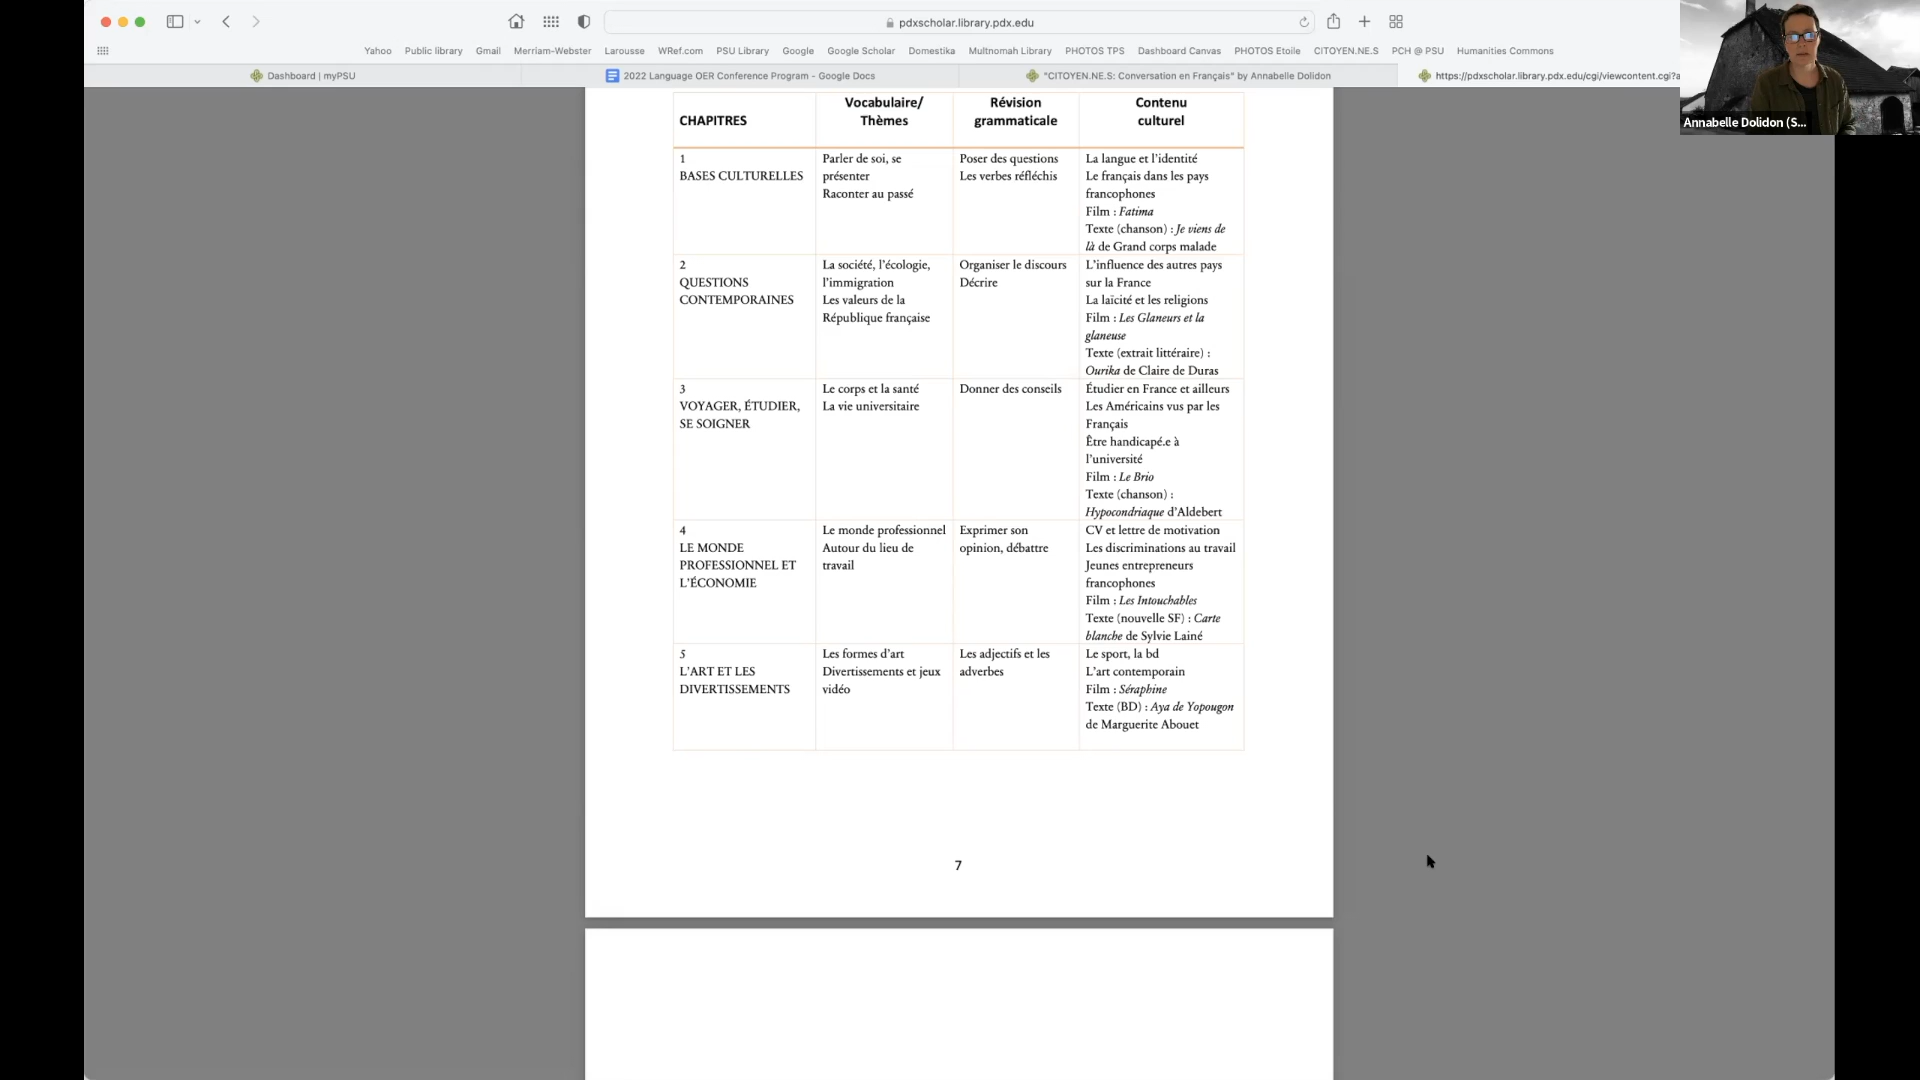 pdxscholar.library.pdx.edu
Yahoo Public library Gmail Merriam-Webster Larousse WRef.com PSU Library Google Google Scholar Domestika Multnomah Library PHOTOS TPS Dashboard Canvas PHOTOS Etoile CITOYEN.NE.S PCH @ PSU Humanities Commons
Dashboard | myPSU
2022 Language OER Conference Program - Google Docs
"CITOYEN.NE.S: Conversation en Français" by Annabelle Dolidon
https://pdxscholar.library.pdx.edu/cgi/viewcontent.cgi?a
Annabelle Dolidon (S...
CHAPITRES
Vocabulaire/
Thèmes
Révision
grammaticale
Contenu
culturel
1
BASES CULTURELLES
Parler de soi, se
présenter
Raconter au passé
Poser des questions
Les verbes réfléchis
La langue et l'identité
Le français dans les pays
francophones
Film : Fatima
Texte (chanson) : Je viens de
là de Grand corps malade
2
QUESTIONS
CONTEMPORAINES
La société, l'écologie,
l'immigration
Les valeurs de la
République française
Organiser le discours
Décrire
L'influence des autres pays
sur la France
La laïcité et les religions
Film : Les Glaneurs et la
glaneuse
Texte (extrait littéraire) :
Ourika de Claire de Duras
3
VOYAGER, ÉTUDIER,
SE SOIGNER
Le corps et la santé
La vie universitaire
Donner des conseils
Étudier en France et ailleurs
Les Américains vus par les
Français
Être handicapé.e à
l'université
Film : Le Brio
Texte (chanson) :
Hypocondriaque d'Aldebert
4
LE MONDE
PROFESSIONNEL ET
L'ÉCONOMIE
Le monde professionnel
Autour du lieu de
travail
Exprimer son
opinion, débattre
CV et lettre de motivation
Les discriminations au travail
Jeunes entrepreneurs
francophones
Film : Les Intouchables
Texte (nouvelle SF) : Carte
blanche de Sylvie Lainé
5
L'ART ET LES
DIVERTISSEMENTS
Les formes d'art
Divertissements et jeux
vidéo
Les adjectifs et les
adverbes
Le sport, la bd
L'art contemporain
Film : Séraphine
Texte (BD) : Aya de Yopougon
de Marguerite Abouet
7